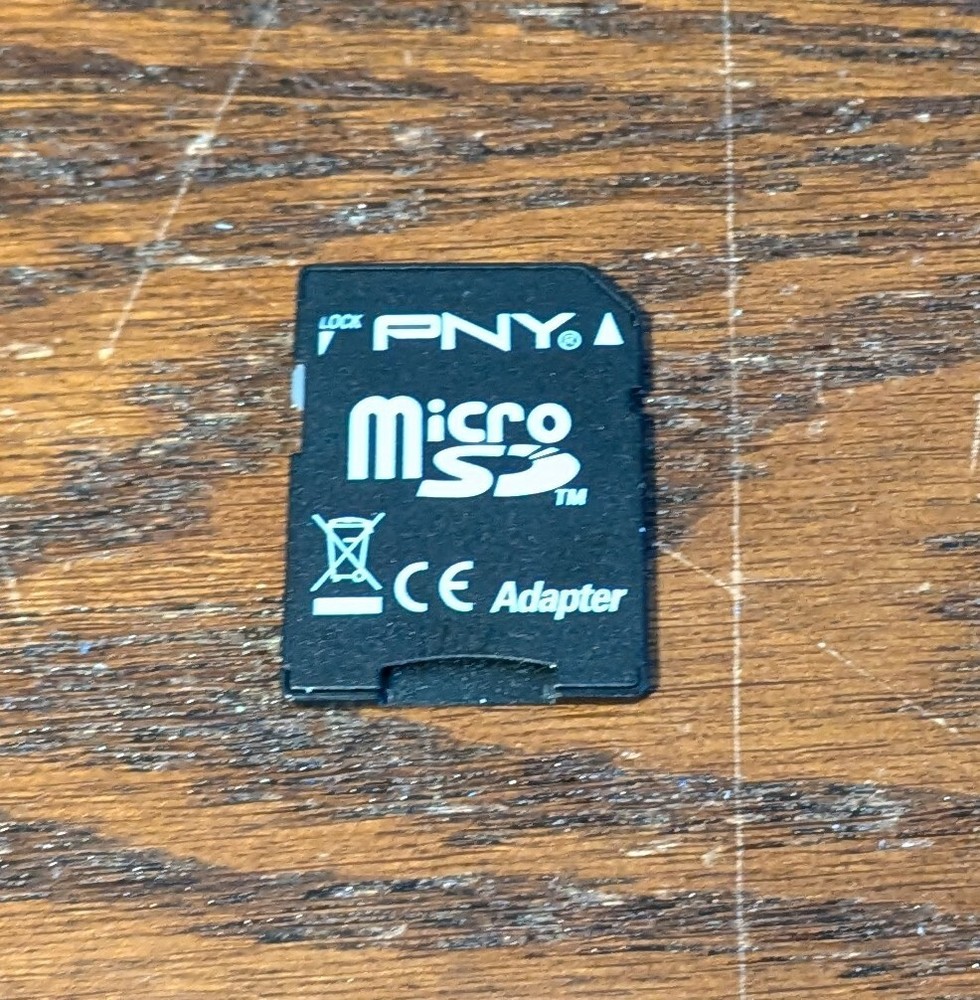 LOCK PNY®
Micro
SD™
CE Adapter